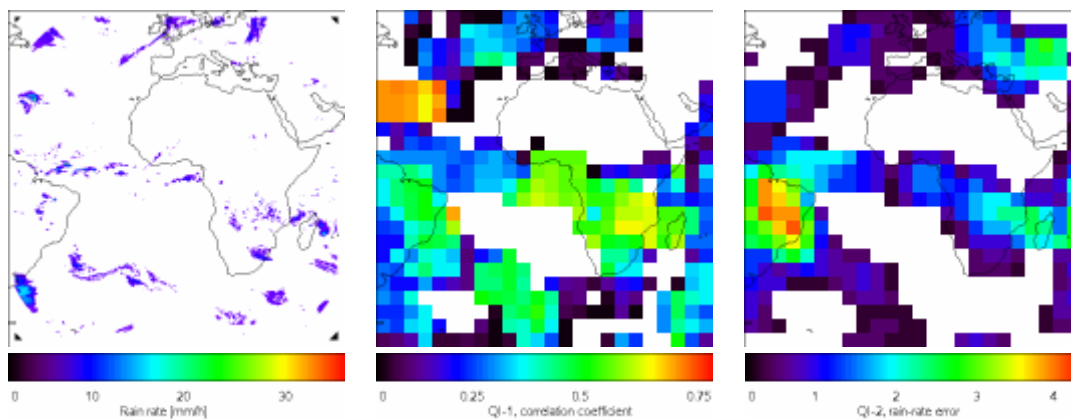 0 10 20 30
Rain rate [mm/h]
0 0.25 0.5 0.75
QI-1, correlation coefficient
0 1 2 3 4
QI-2, rain-rate error